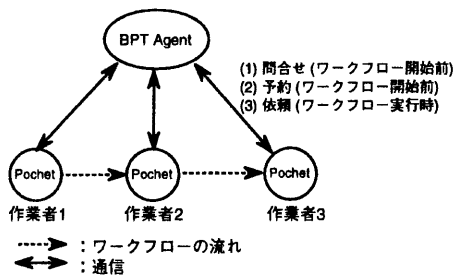 BPT Agent
(1) 問合せ (ワークフロー開始前)
(2) 予約 (ワークフロー開始前)
(3) 依頼 (ワークフロー実行時)
Pochet
Pochet
Pochet
作業者1
作業者2
作業者3
：ワークフローの流れ
：通信